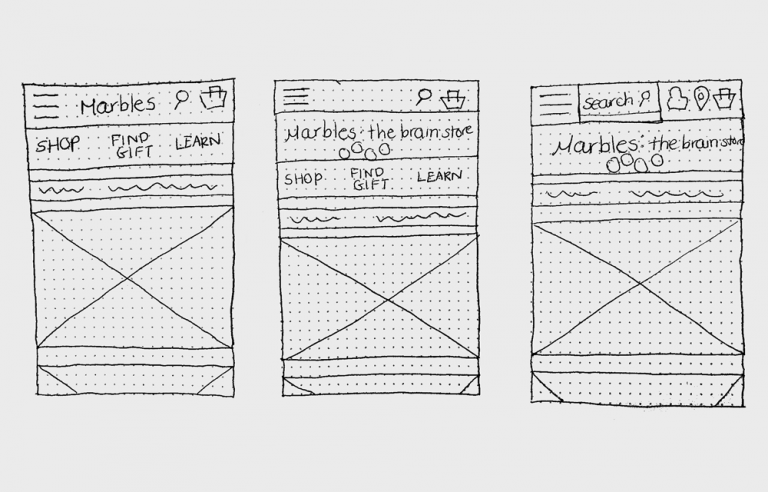 Marbles
SHOP
FIND
GIFT
LEARN
Marbles: the brain store
SHOP
FIND
GIFT
LEARN
Search
Marbles: the brain store